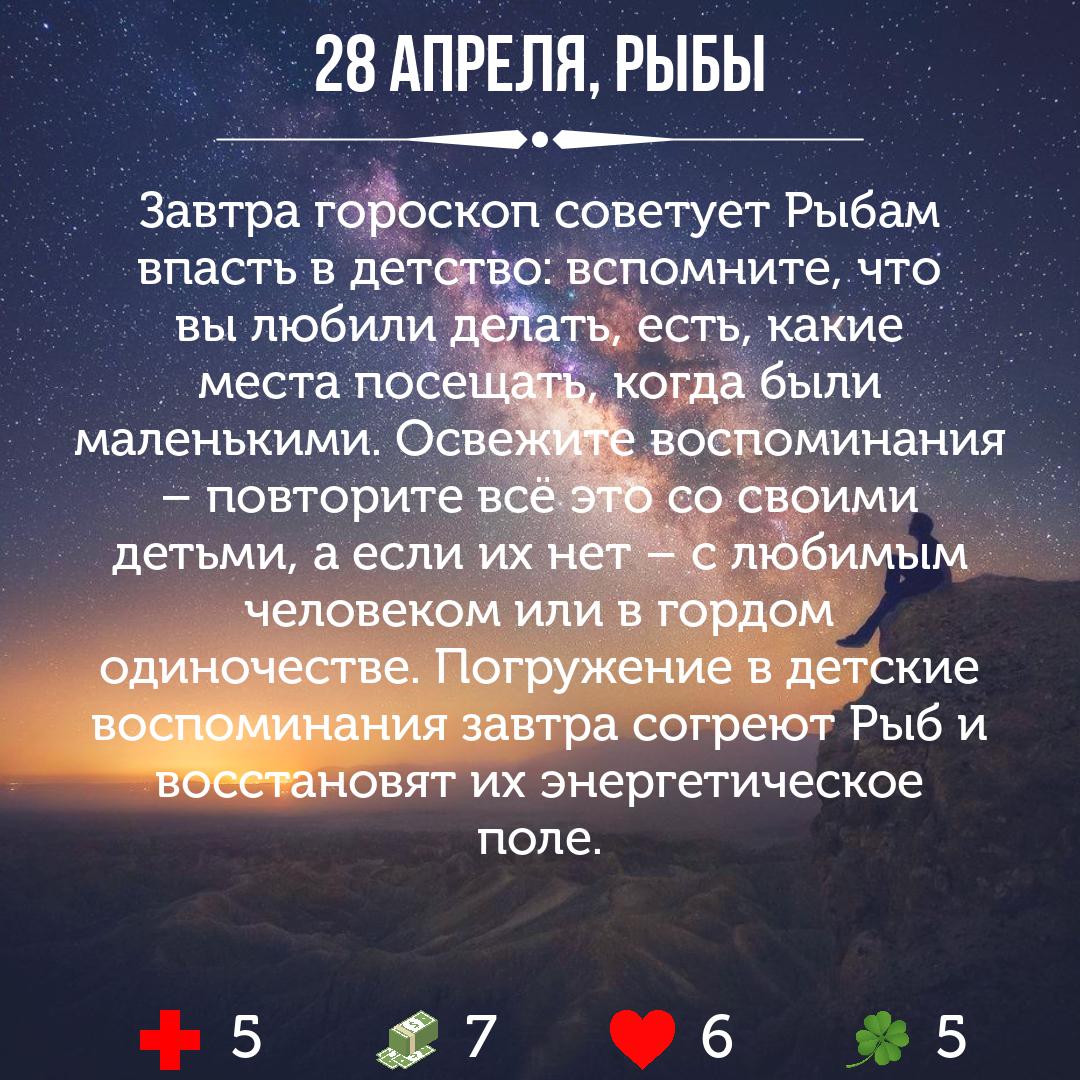 28 АПРЕЛЯ, РЫБЫ
Завтра гороскоп советует Рыбам
впасть в детство: вспомните, что
вы любили делать, есть, какие
места посещать, когда были
маленькими. Освежите воспоминания
– повторите всё это со своими
детьми, а если их нет – с любимым
человеком или в гордом
одиночестве. Погружение в детские
воспоминания завтра согреют Рыб и
восстановят их энергетическое
поле.
5 7 6 5